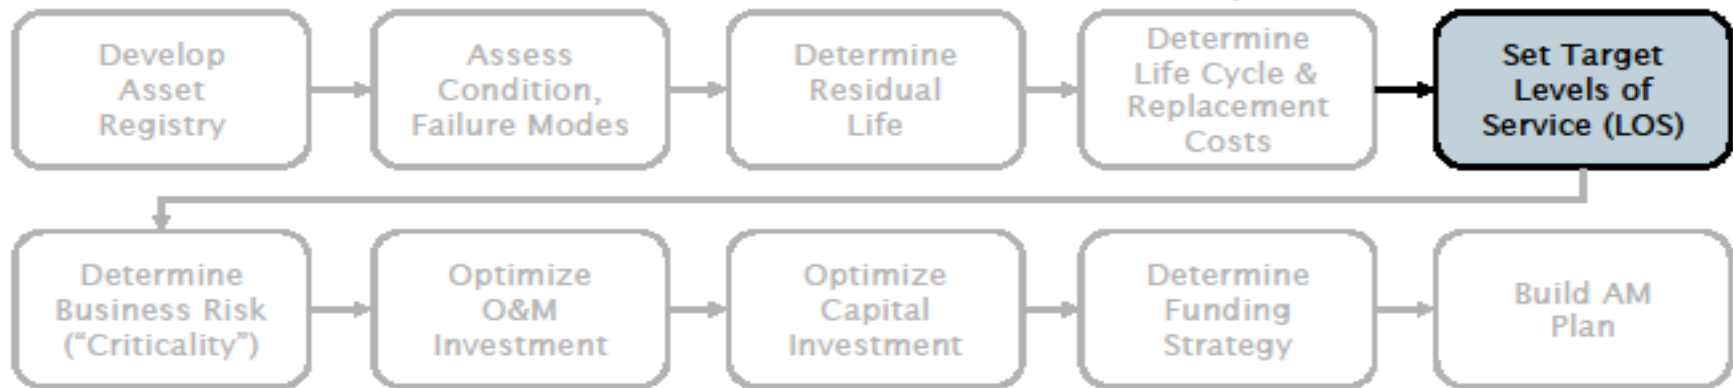 Develop
Asset
Registry
Assess
Condition,
Failure Modes
Determine
Residual
Life
Determine
Life Cycle &
Replacement
Costs
Set Target
Levels of
Service (LOS)
Determine
Business Risk
(“Criticality”)
Optimize
O&M
Investment
Optimize
Capital
Investment
Determine
Funding
Strategy
Build AM
Plan